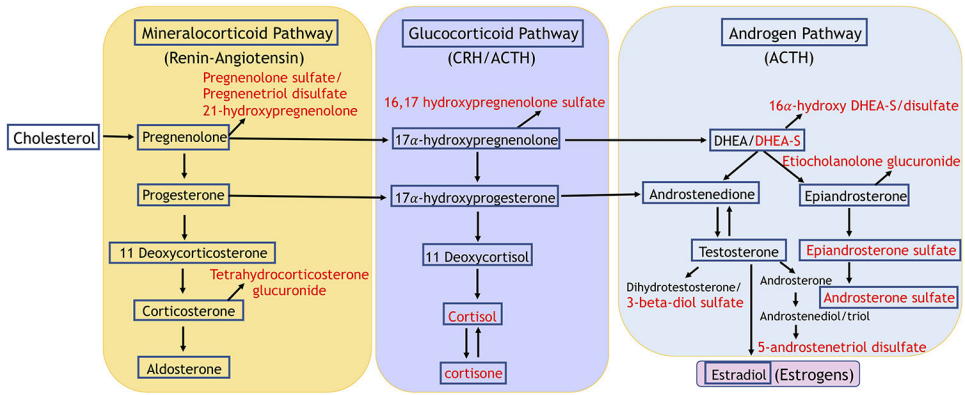 Mineralocorticoid Pathway
(Renin-Angiotensin)
Pregnenolone sulfate/
Pregnenetriol disulfate
21-hydroxypregnenolone
Cholesterol
Pregnenolone
Progesterone
11 Deoxycorticosterone
Tetrahydrocorticosterone
glucuronide
Corticosterone
Aldosterone
Glucocorticoid Pathway
(CRH/ACTH)
16,17 hydroxypregnenolone sulfate
17α-hydroxypregnenolone
17α-hydroxyprogesterone
11 Deoxycortisol
Cortisol
cortisone
Androgen Pathway
(ACTH)
16α-hydroxy DHEA-S/disulfate
DHEA/DHEA-S
Etiocholanolone glucuronide
Androstenedione
Epiandrosterone
Testosterone
Epiandrosterone sulfate
Dihydrotestosterone/
3-beta-diol sulfate
Androsterone
Androsterone sulfate
Androstenediol/triol
5-androstenetriol disulfate
Estradiol (Estrogens)